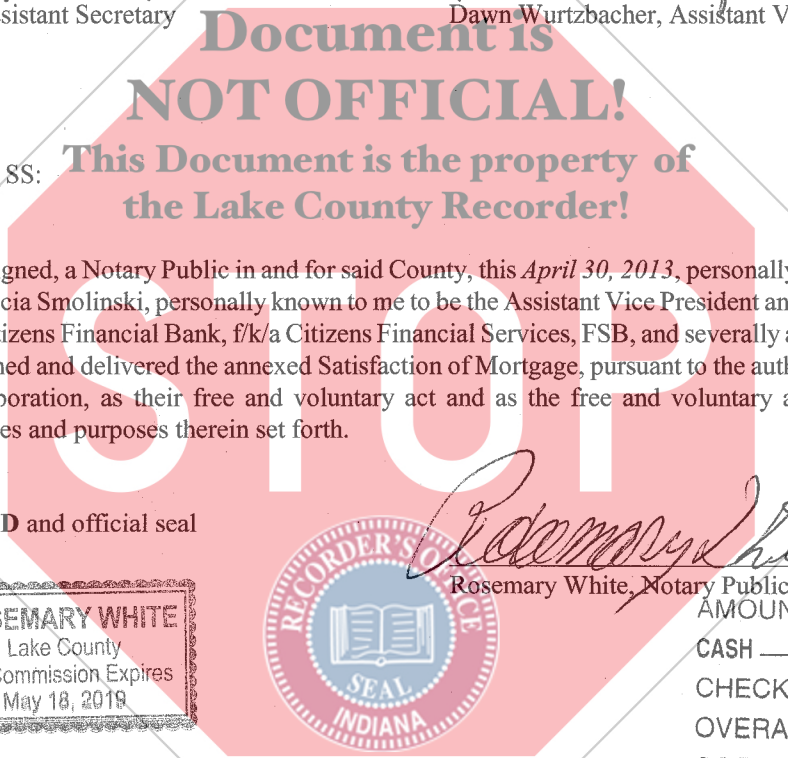 sistant Secretary
Dawn Wurtzbacher, Assistant V
Document is
NOT OFFICIAL!
This Document is the property of
the Lake County Recorder!
SS:
igned, a Notary Public in and for said County, this April 30, 2013, personally
cia Smolinski, personally known to me to be the Assistant Vice President an
tizens Financial Bank, f/k/a Citizens Financial Services, FSB, and severally a
ned and delivered the annexed Satisfaction of Mortgage, pursuant to the auth
poration, as their free and voluntary act and as the free and voluntary a
es and purposes therein set forth.
STOP
D and official seal
RECORDER'S OFFICE
SEAL
INDIANA
Rosemary Whi
Rosemary White, Notary Public
SEMARY WHITE
Lake County
Commission Expires
May 18, 2019
AMOUN
CASH
CHECK
OVERA